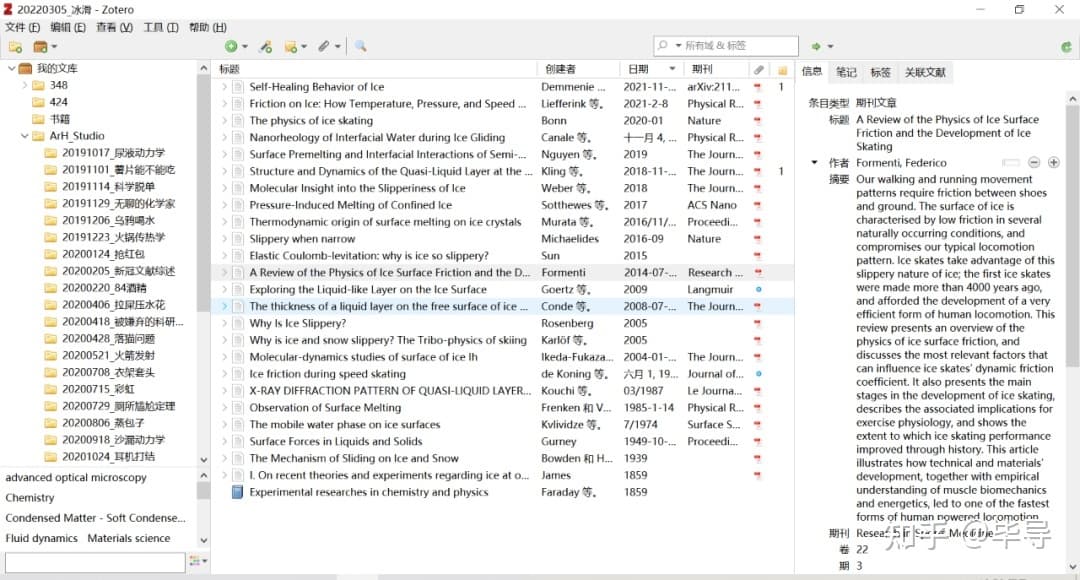 20220305_冰滑 - Zotero
文件 (F) 编辑 (E) 查看 (V) 工具 (T) 帮助 (H)
所有域 & 标签
我的文库
348
424
书籍
ArH_Studio
20191017_尿液动力学
20191101_薯片能不能吃
20191114_科学脱单
20191129_无聊的化学家
20191206_乌鸦喝水
20191223_火锅传热学
20200124_抢红包
20200205_新冠文献综述
20200220_84酒精
20200406_拉屎压水花
20200418_被嫌弃的科研...
20200428_落猫问题
20200521_火箭发射
20200708_衣架套头
20200715_彩虹
20200729_厕所尴尬定理
20200806_蒸包子
20200918_沙漏动力学
20201024_耳机打结
advanced optical microscopy
Chemistry
Condensed Matter - Soft Condense...
Fluid dynamics Materials science
标题 创建者 日期 期刊
Self-Healing Behavior of Ice Demmenie ... 2021-11-... arXiv:211... 1
Friction on Ice: How Temperature, Pressure, and Speed ... Liefferink 等。 2021-2-8 Physical R...
The physics of ice skating Bonn 2020-01 Nature
Nanorheology of Interfacial Water during Ice Gliding Canale 等。 十一月 4, ... Physical R...
Surface Premelting and Interfacial Interactions of Semi-... Nguyen 等。 2019 The Journ...
Structure and Dynamics of the Quasi-Liquid Layer at the ... Kling 等。 2018-11-... The Journ... 1
Molecular Insight into the Slipperiness of Ice Weber 等。 2018 The Journ...
Pressure-Induced Melting of Confined Ice Sotthewes 等。 2017 ACS Nano
Thermodynamic origin of surface melting on ice crystals Murata 等。 2016/11/... Proceedi...
Slippery when narrow Michaelides 2016-09 Nature
Elastic Coulomb-levitation: why is ice so slippery? Sun 2015
A Review of the Physics of Ice Surface Friction and the D... Formenti 2014-07-... Research ...
Exploring the Liquid-like Layer on the Ice Surface Goertz 等。 2009 Langmuir
The thickness of a liquid layer on the free surface of ice ... Conde 等。 2008-07-... The Journ...
Why Is Ice Slippery? Rosenberg 2005
Why is ice and snow slippery? The Tribo-physics of skiing Karlöf 等。 2005
Molecular-dynamics studies of surface of ice Ih Ikeda-Fukaza... 2004-01-... The Journ...
Ice friction during speed skating de Koning 等。 六月 1, 19... Journal of...
X-RAY DIFFRACTION PATTERN OF QUASI-LIQUID LAYER... Kouchi 等。 03/1987 Le Journa...
Observation of Surface Melting Frenken 和 V... 1985-1-14 Physical R...
The mobile water phase on ice surfaces Kvlividze 等。 7/1974 Surface S...
Surface Forces in Liquids and Solids Gurney 1949-10-... Proceedi...
The Mechanism of Sliding on Ice and Snow Bowden 和 H... 1939
I. On recent theories and experiments regarding ice at o... James 1859
Experimental researches in chemistry and physics Faraday 等。 1859
信息 笔记 标签 关联文献
条目类型 期刊文章
标题 A Review of the Physics of Ice Surface
Friction and the Development of Ice
Skating
作者 Formenti, Federico
摘要 Our walking and running movement
patterns require friction between shoes
and ground. The surface of ice is
characterised by low friction in several
naturally occurring conditions, and
compromises our typical locomotion
pattern. Ice skates take advantage of this
slippery nature of ice; the first ice skates
were made more than 4000 years ago,
and afforded the development of a very
efficient form of human locomotion. This
review presents an overview of the
physics of ice surface friction, and
discusses the most relevant factors that
can influence ice skates' dynamic friction
coefficient. It also presents the main
stages in the development of ice skating,
describes the associated implications for
exercise physiology, and shows the
extent to which ice skating performance
improved through history. This article
illustrates how technical and materials'
development, together with empirical
understanding of muscle biomechanics
and energetics, led to one of the fastest
forms of human powered locomotion.
期刊 Research in Sports Medicine
卷 22
期 3
知乎 @毕导